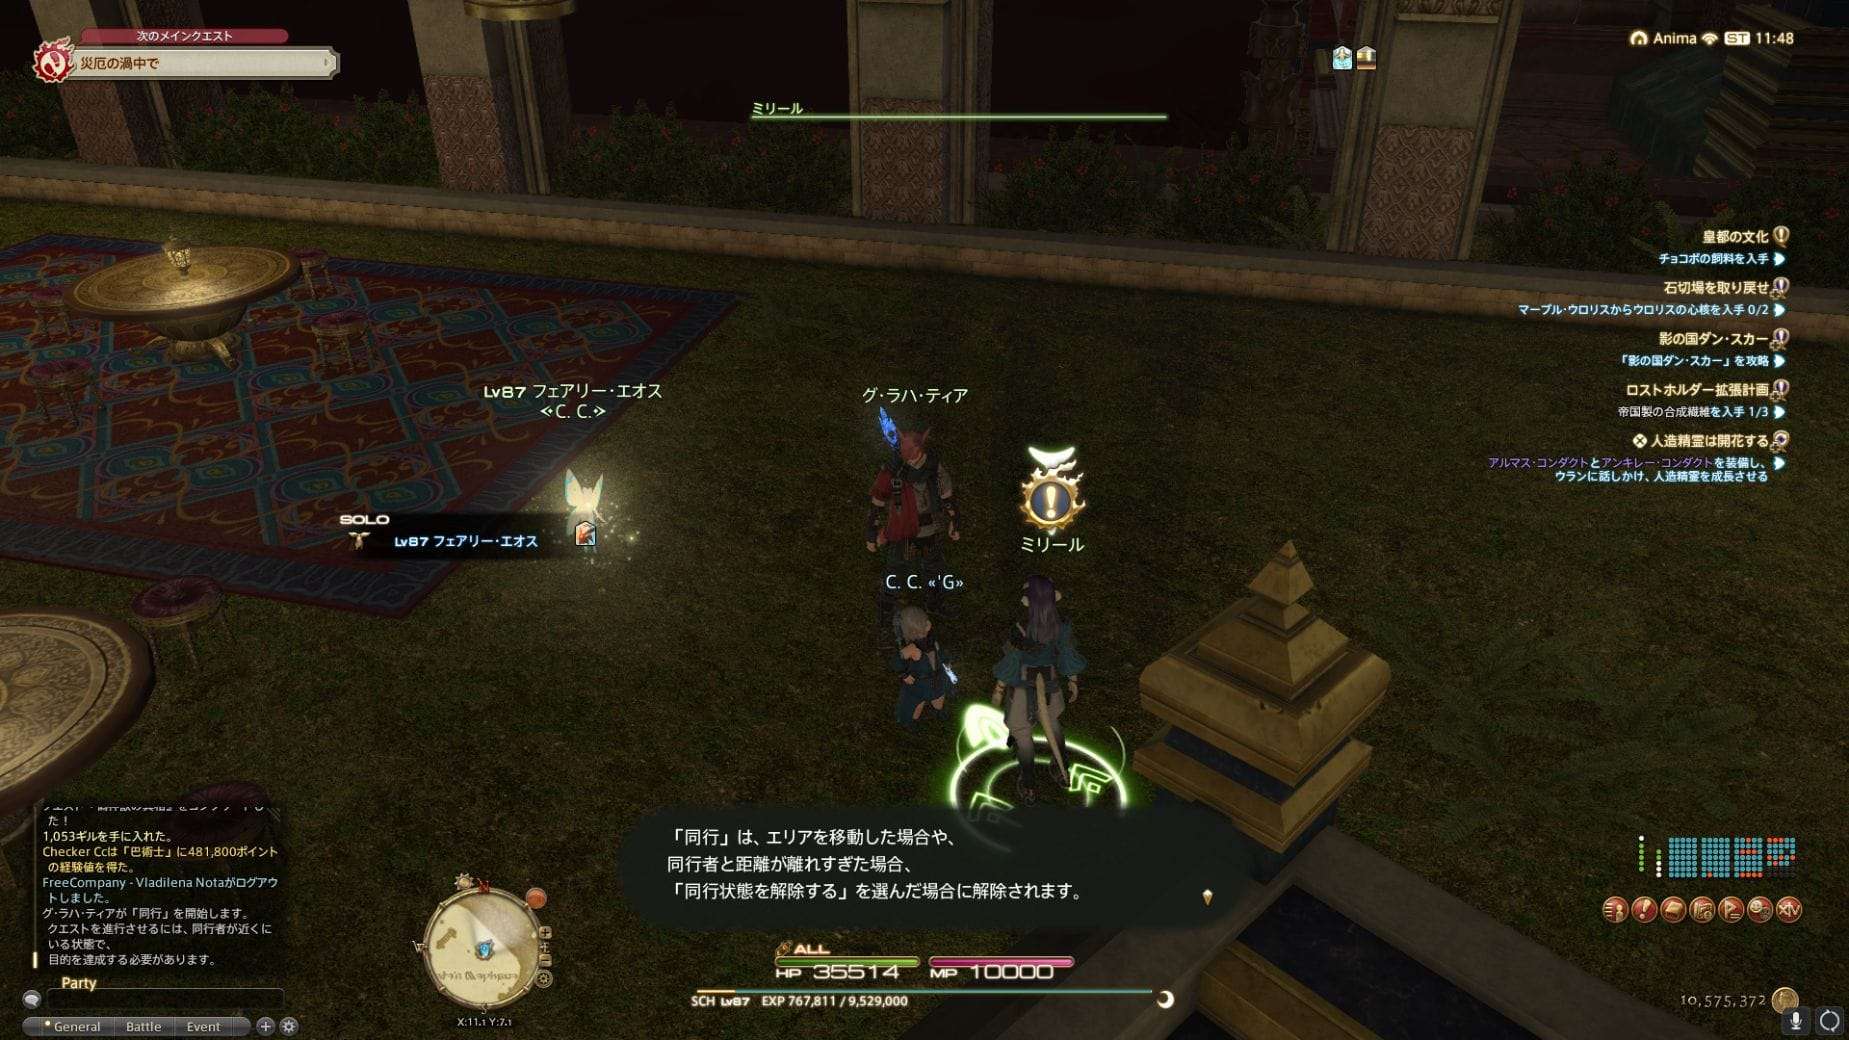 次のメインクエスト
災厄の渦中で
Anima ST 11:48
ミリール
皇都の文化
チョコボの飼料を入手
石切場を取り戻せ
マーブル・ウロリスからウロリスの心核を入手 0/2
影の国ダン・スカー
「影の国ダン・スカー」を攻略
ロストホルダー拡張計画
帝国製の合成繊維を入手 1/3
人造精霊は開花する
アルマス・コンダクトとアンキレー・コンダクトを装備し、
ウランに話しかけ、人造精霊を成長させる
Lv87 フェアリー・エオス
«C. C.»
グ・ラハ・ティア
SOLO
Lv87 フェアリー・エオス
ミリール
C. C. «'G»
た！
1,053ギルを手に入れた。
Checker Ccは「巴術士」に481,800ポイント
の経験値を得た。
FreeCompany - Vladilena Notaがログアウ
トしました。
グ・ラハ・ティアが「同行」を開始します。
クエストを進行させるには、同行者が近くに
いる状態で、
目的を達成する必要があります。
Party
General Battle Event
N
X:11.1 Y:7.1
「同行」は、エリアを移動した場合や、
同行者と距離が離れすぎた場合、
「同行状態を解除する」を選んだ場合に解除されます。
ALL
HP 35514 MP 10000
SCH Lv87 EXP 767,811 / 9,529,000
XIV
10,575,372